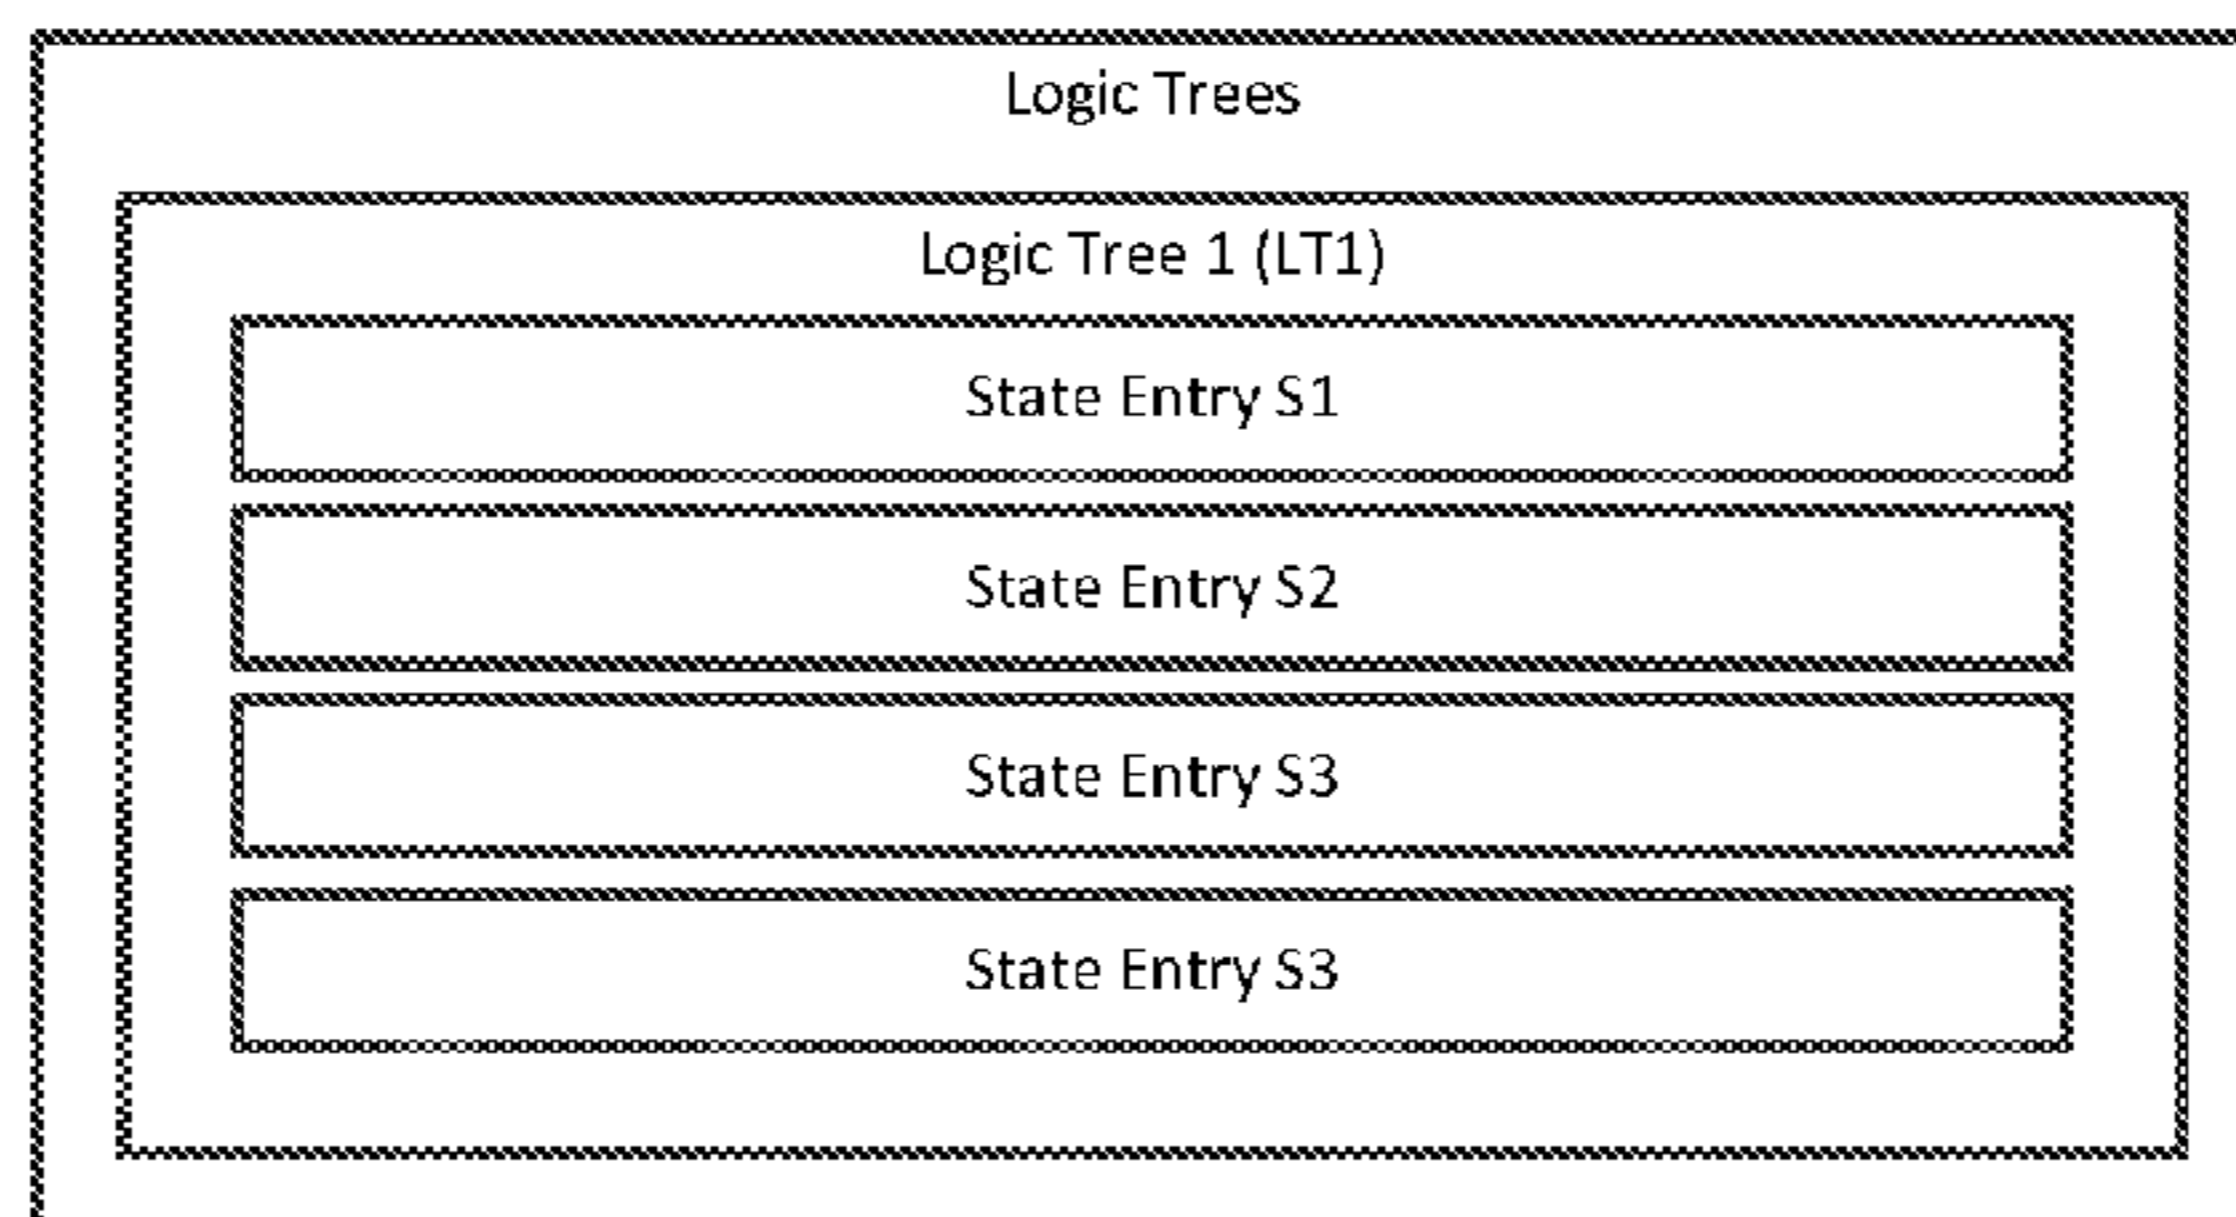 Logic Trees
Logic Tree 1 (LT1)
State Entry S1
State Entry S2
State Entry S3
State Entry S3